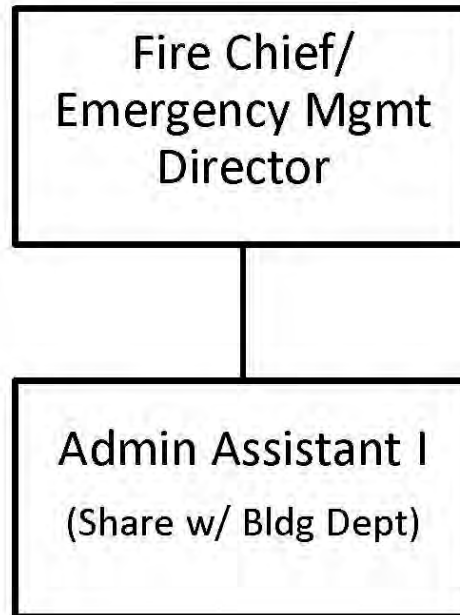 Fire Chief/
Emergency Mgmt
Director
Admin Assistant I
(Share w/ Bldg Dept)